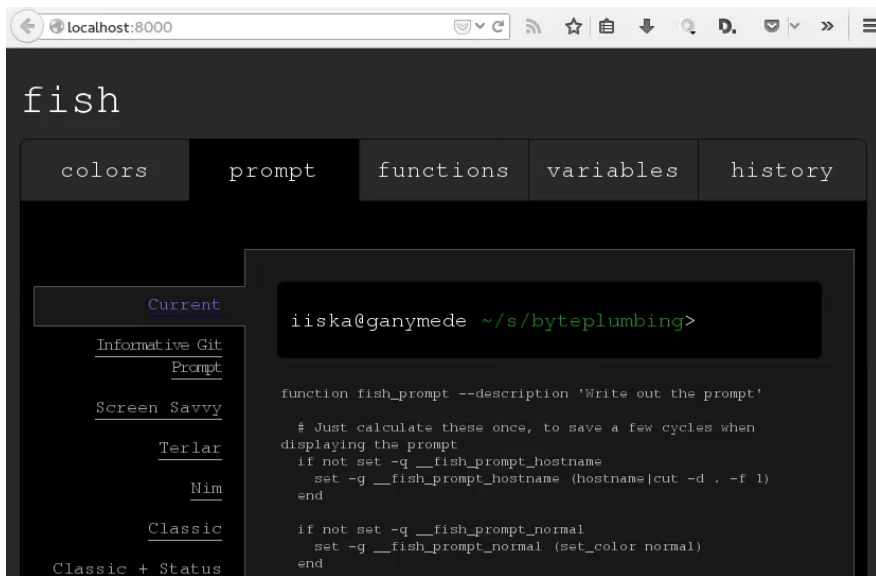 localhost:8000
D.
fish
colors prompt functions variables history
Current
Informative Git
Prompt
Screen Savvy
Terlar
Nim
Classic
Classic + Status
iiska@ganymede ~/s/byteplumbing>
function fish_prompt --description 'Write out the prompt'
# Just calculate these once, to save a few cycles when
displaying the prompt
if not set -q __fish_prompt_hostname
set -g __fish_prompt_hostname (hostname|cut -d . -f 1)
end
if not set -q __fish_prompt_normal
set -g __fish_prompt_normal (set_color normal)
end